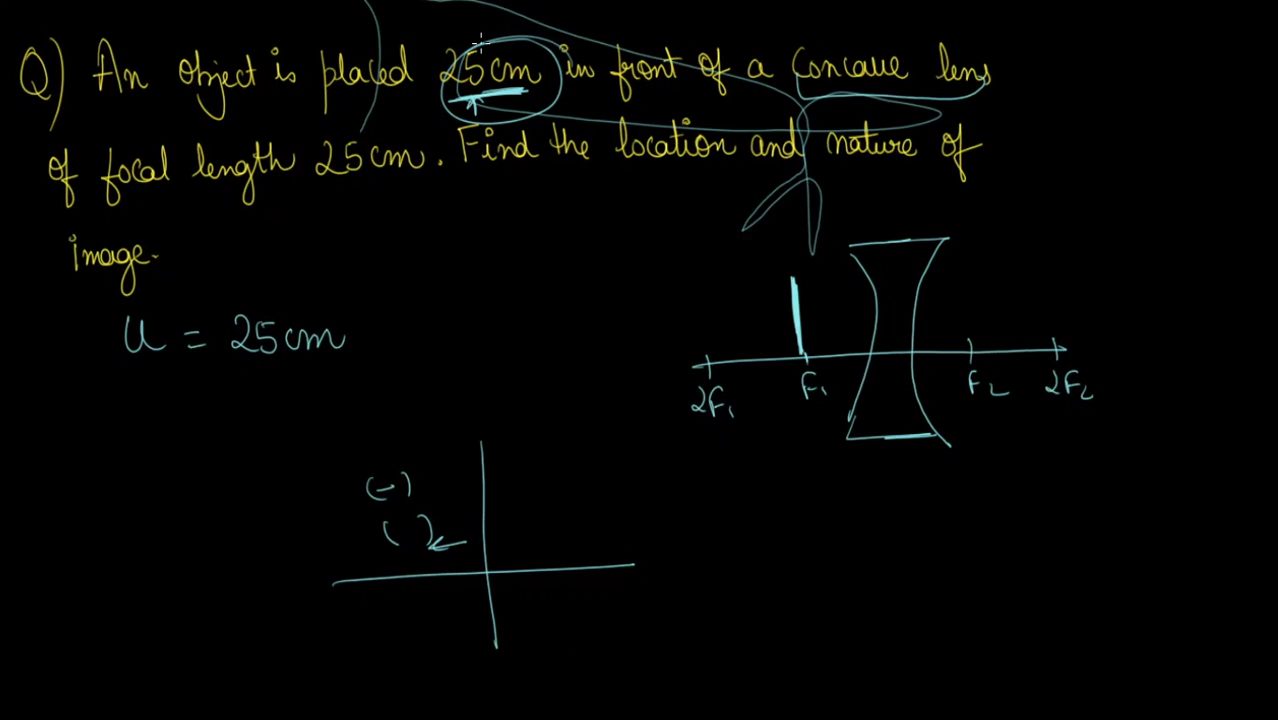 Q) An object is placed 25cm in front of a Concave lens
of focal length 25cm. Find the location and nature of
image.
u = 25cm
2F₁ F₁ F₂ 2F₂
(-)
( )